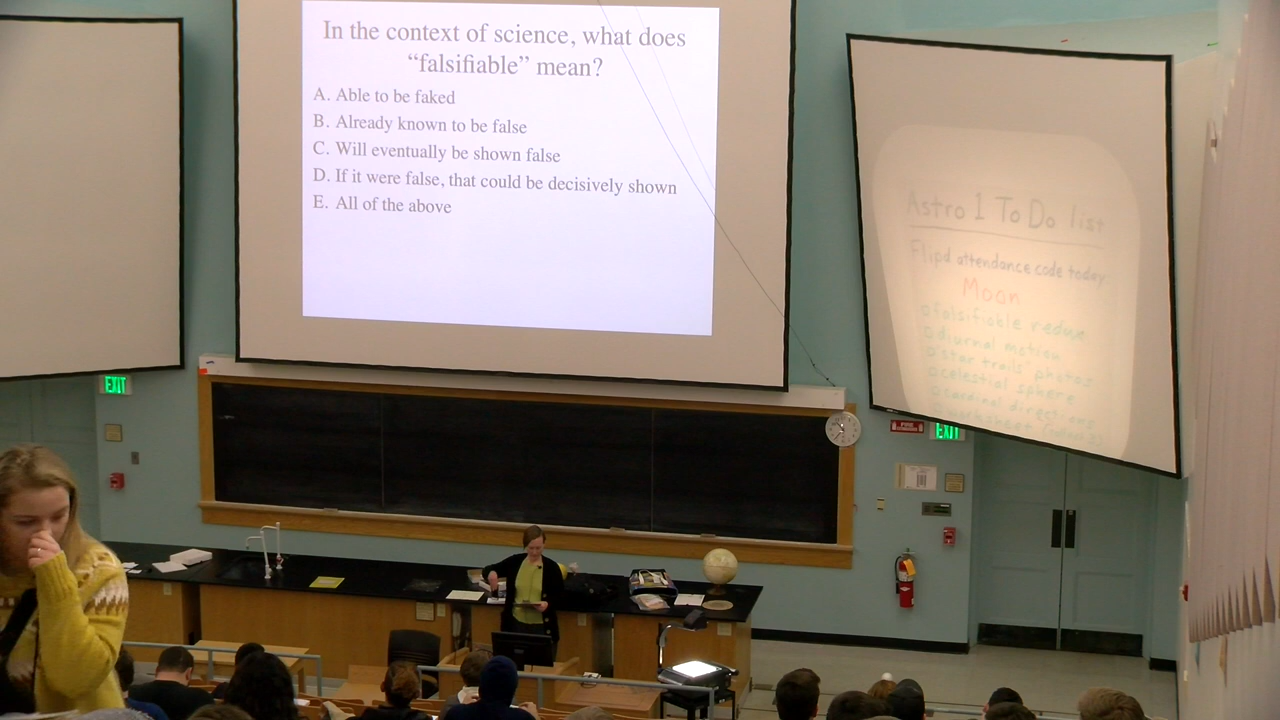 In the context of science, what does
“falsifiable” mean?
A. Able to be faked
B. Already known to be false
C. Will eventually be shown false
D. If it were false, that could be decisively shown
E. All of the above
Astro 1 To Do list
Flipd attendance code today
Moon
falsifiable redux
diurnal motion
star trails photos
celestial sphere
cardinal directions
worksheet
EXIT
EXIT